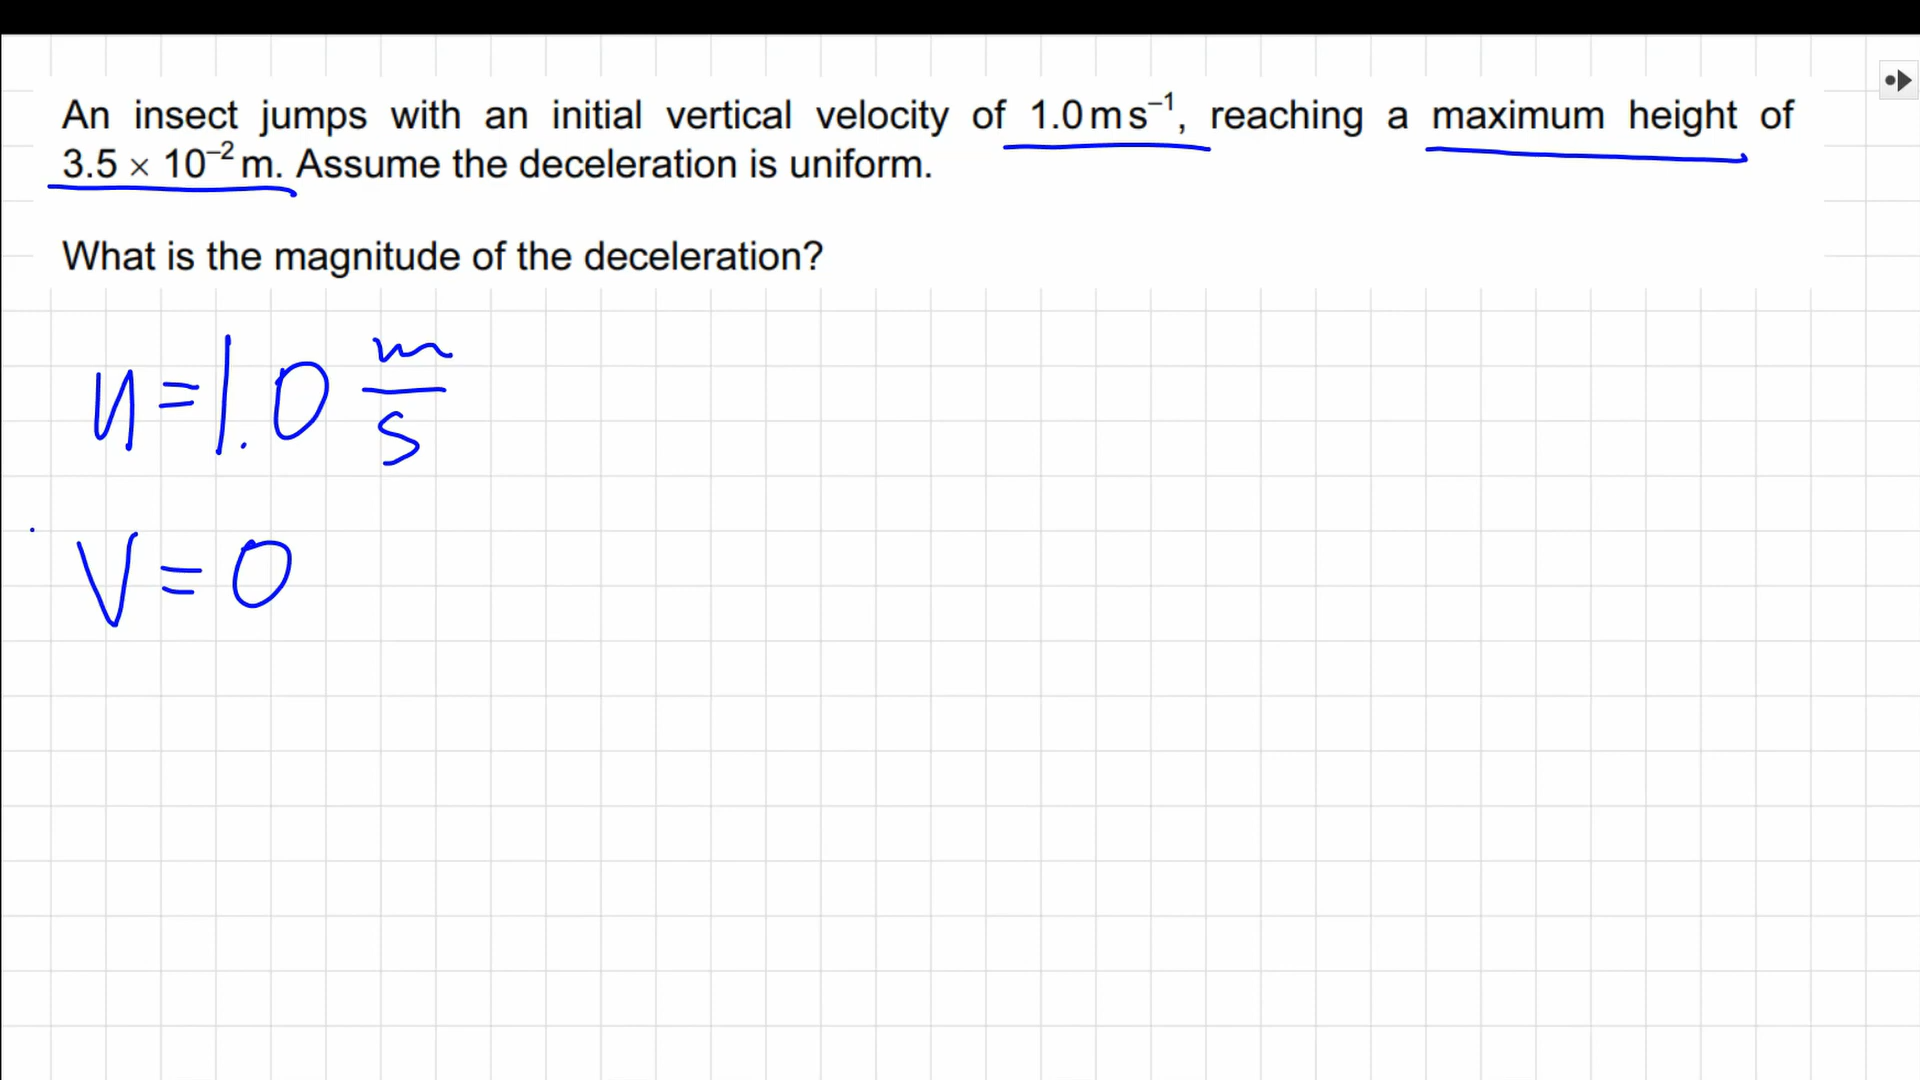 An insect jumps with an initial vertical velocity of 1.0 m s⁻¹, reaching a maximum height of
3.5 × 10⁻² m. Assume the deceleration is uniform.
What is the magnitude of the deceleration?
u = 1.0 m/s
V = 0